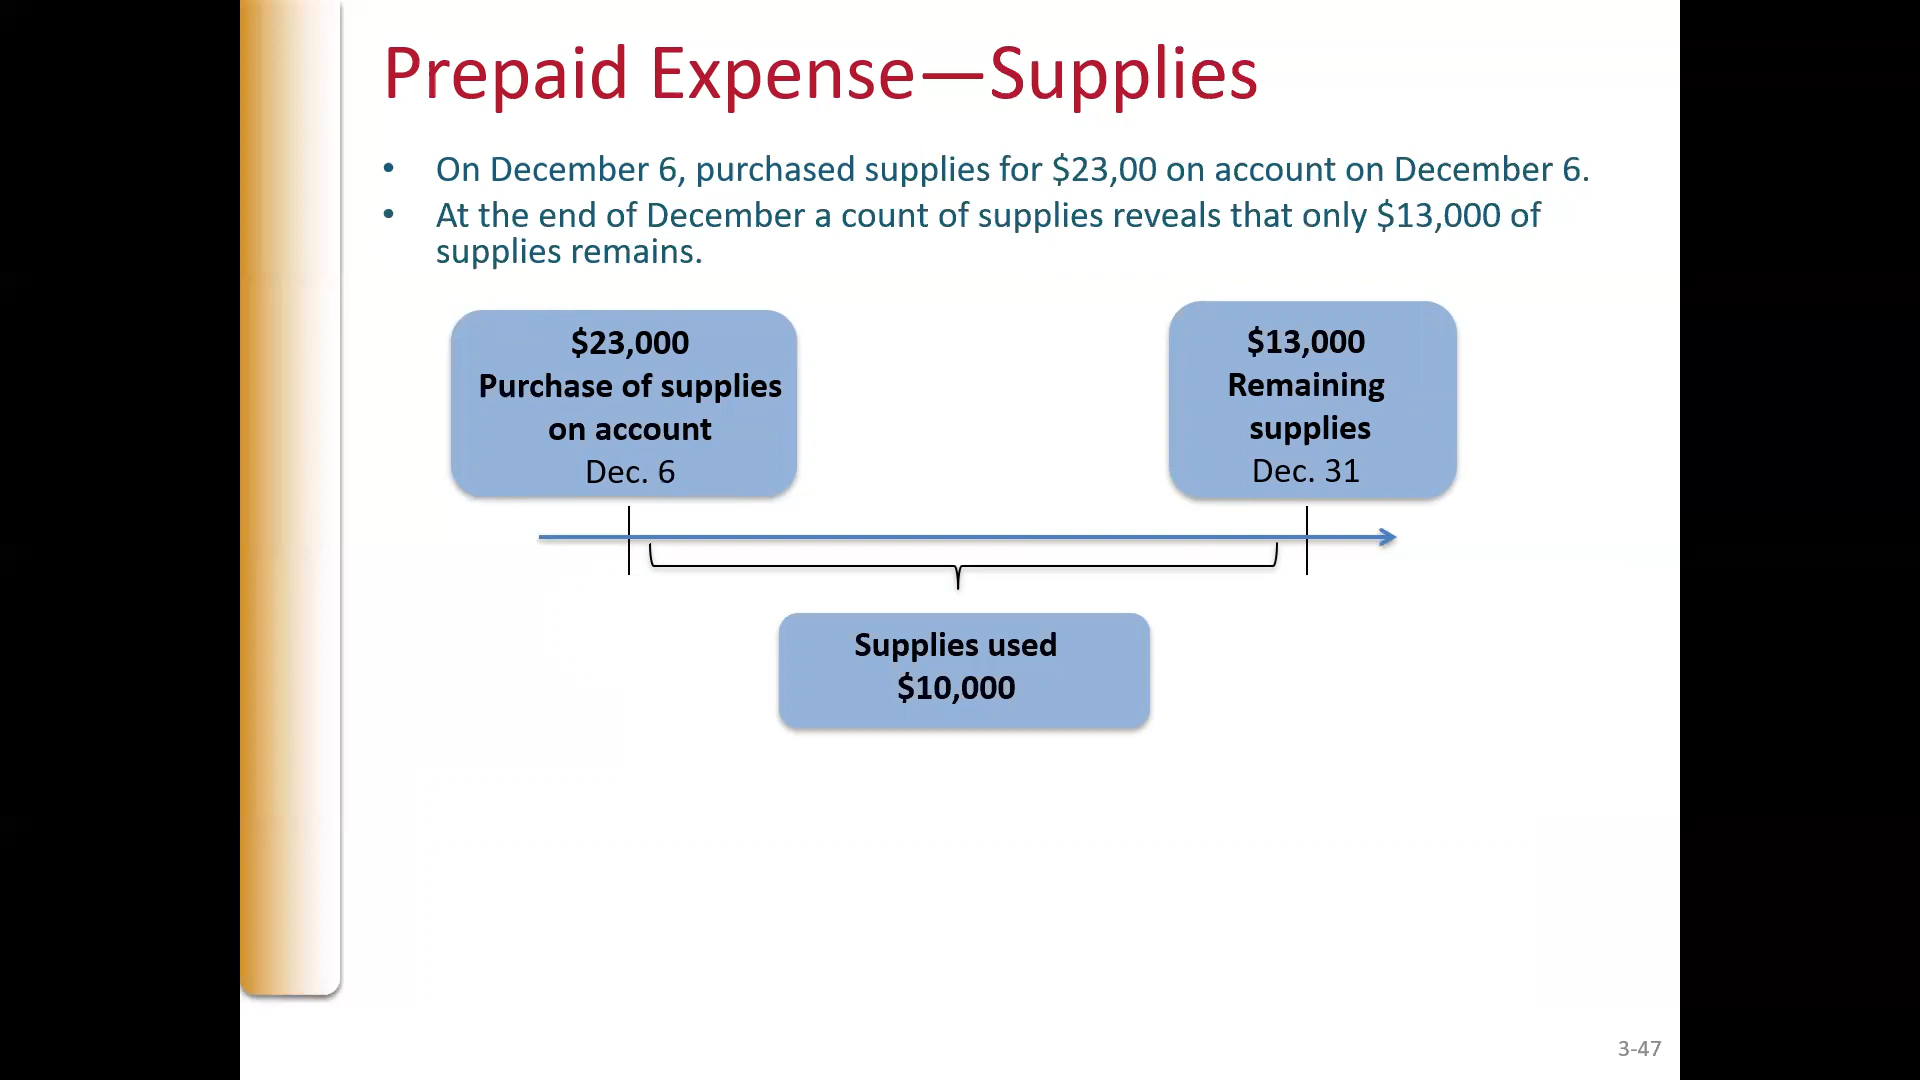 Prepaid Expense—Supplies
• On December 6, purchased supplies for $23,00 on account on December 6.
• At the end of December a count of supplies reveals that only $13,000 of
supplies remains.
$23,000
Purchase of supplies
on account
Dec. 6
$13,000
Remaining
supplies
Dec. 31
Supplies used
$10,000
3-47